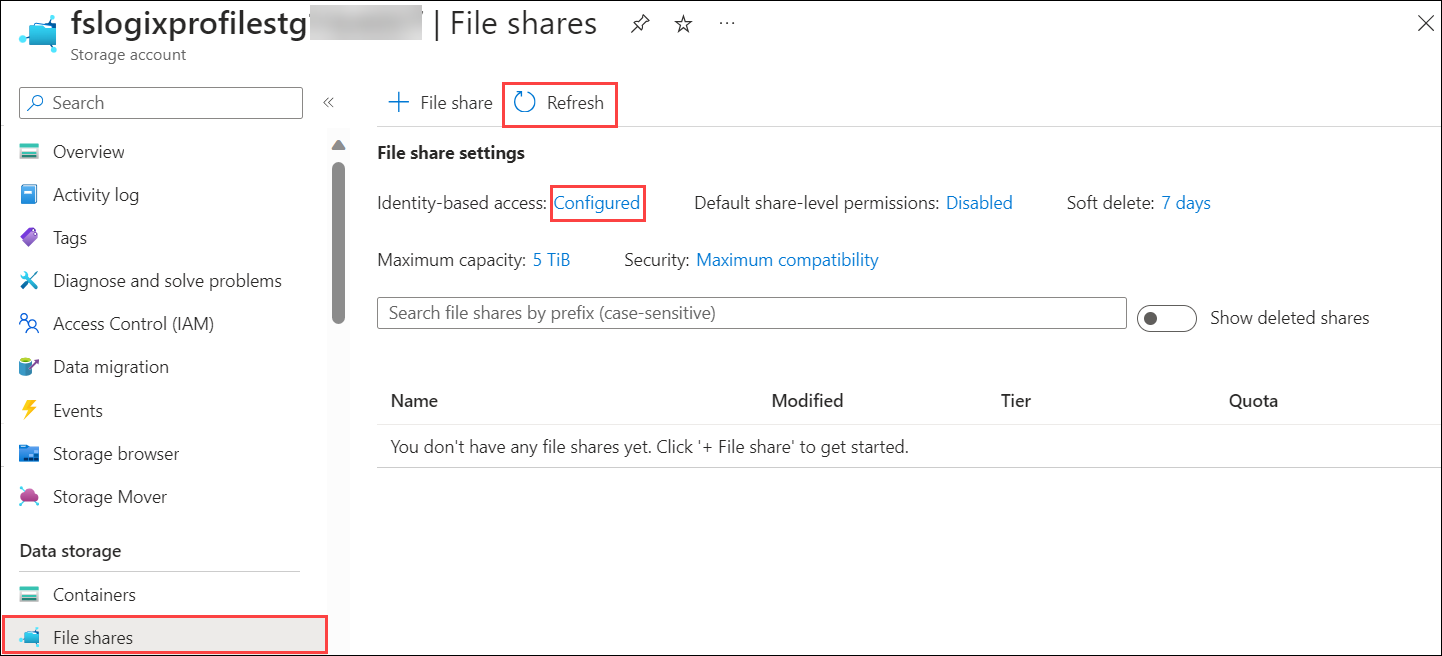 fslogixprofilestg | File shares
Storage account
Search
Overview
Activity log
Tags
Diagnose and solve problems
Access Control (IAM)
Data migration
Events
Storage browser
Storage Mover
Data storage
Containers
File shares
+ File share Refresh
File share settings
Identity-based access: Configured Default share-level permissions: Disabled Soft delete: 7 days
Maximum capacity: 5 TiB Security: Maximum compatibility
Search file shares by prefix (case-sensitive)
Show deleted shares
Name Modified Tier Quota
You don't have any file shares yet. Click '+ File share' to get started.